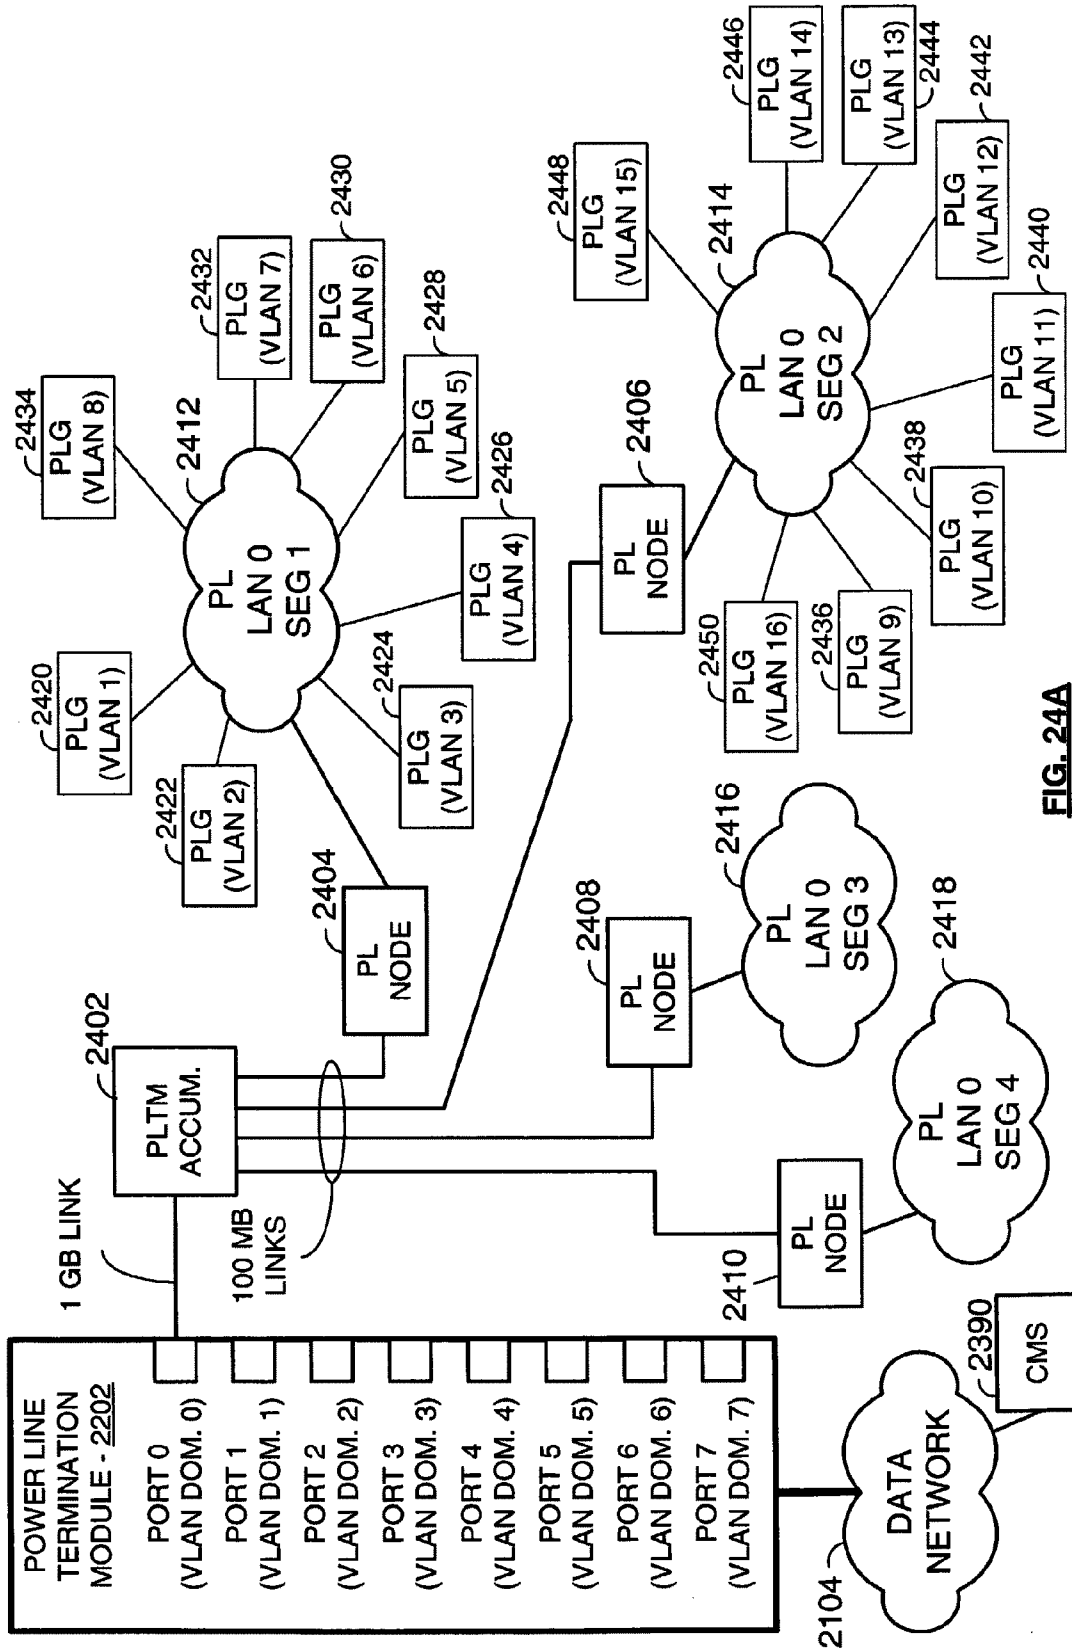 POWER LINE
TERMINATION
MODULE - 2202
PORT 0
(VLAN DOM. 0)
PORT 1
(VLAN DOM. 1)
PORT 2
(VLAN DOM. 2)
PORT 3
(VLAN DOM. 3)
PORT 4
(VLAN DOM. 4)
PORT 5
(VLAN DOM. 5)
PORT 6
(VLAN DOM. 6)
PORT 7
(VLAN DOM. 7)
2104
DATA
NETWORK
2390
CMS
1 GB LINK
100 MB
LINKS
2402
PLTM
ACCUM.
2404
PL
NODE
2406
PL
NODE
2408
PL
NODE
2410
PL
NODE
2412
PL
LAN 0
SEG 1
2420
PLG
(VLAN 1)
2422
PLG
(VLAN 2)
2424
PLG
(VLAN 3)
2426
PLG
(VLAN 4)
2428
PLG
(VLAN 5)
2430
PLG
(VLAN 6)
2432
PLG
(VLAN 7)
2434
PLG
(VLAN 8)
2414
PL
LAN 0
SEG 2
2436
PLG
(VLAN 9)
2438
PLG
(VLAN 10)
2440
PLG
(VLAN 11)
2442
PLG
(VLAN 12)
2444
PLG
(VLAN 13)
2446
PLG
(VLAN 14)
2448
PLG
(VLAN 15)
2450
PLG
(VLAN 16)
2416
PL
LAN 0
SEG 3
2418
PL
LAN 0
SEG 4
FIG. 24A